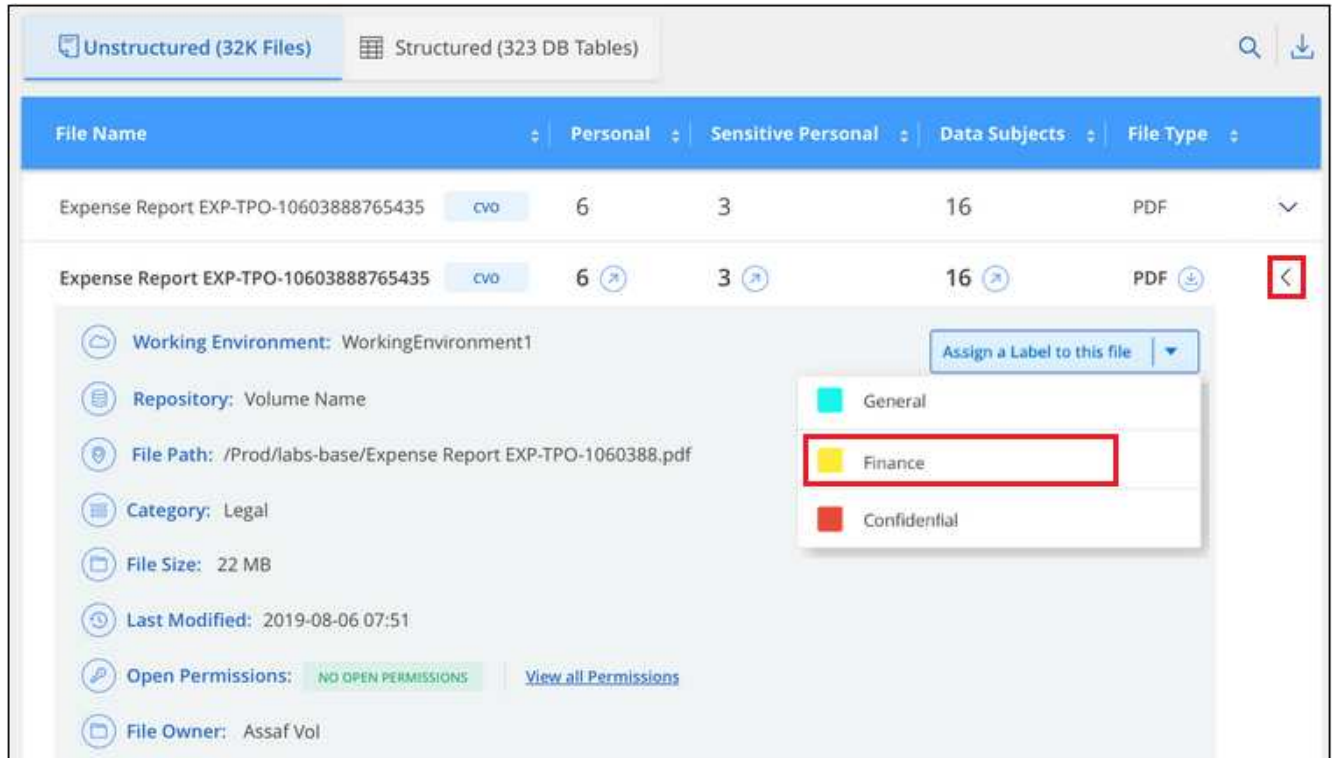 Unstructured (32K Files) Structured (323 DB Tables)
File Name Personal Sensitive Personal Data Subjects File Type
Expense Report EXP-TPO-10603888765435 CVO 6 3 16 PDF
Expense Report EXP-TPO-10603888765435 CVO 6 3 16 PDF
Working Environment: WorkingEnvironment1
Assign a Label to this file
Repository: Volume Name
General
File Path: /Prod/labs-base/Expense Report EXP-TPO-1060388.pdf
Finance
Category: Legal
Confidential
File Size: 22 MB
Last Modified: 2019-08-06 07:51
Open Permissions: NO OPEN PERMISSIONS View all Permissions
File Owner: Assaf Vol